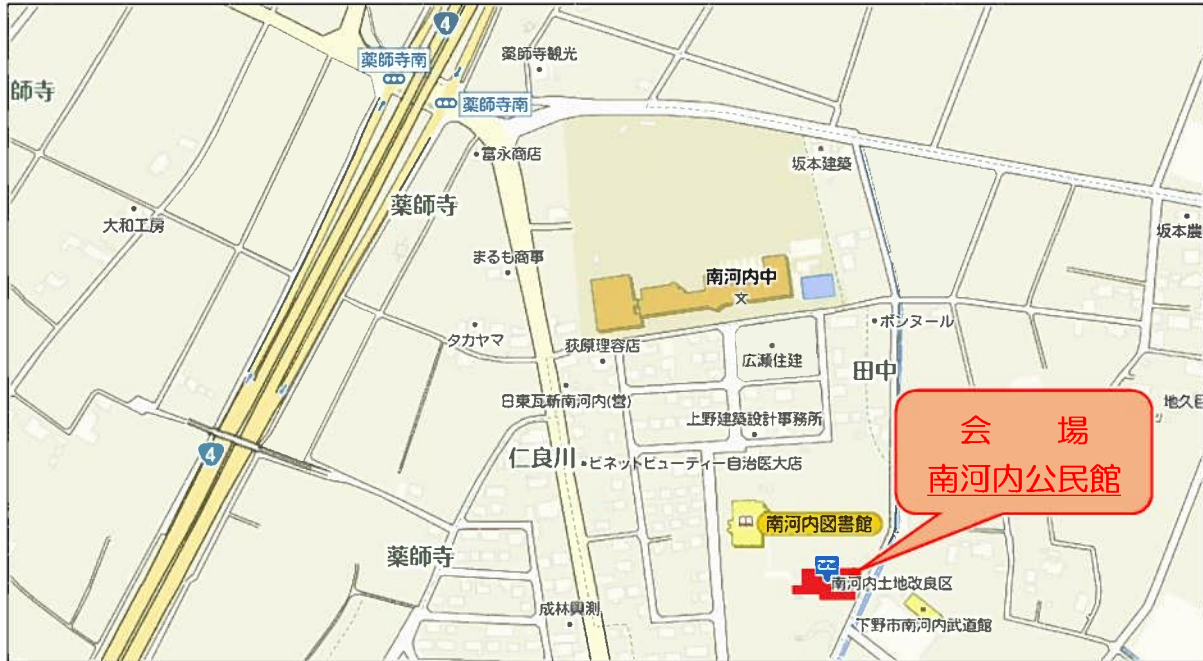 4
薬師寺南
薬師寺観光
師寺
薬師寺南
富永商店
坂本建築
薬師寺
大和工房
坂本農
まるも商事
南河内中
文
ボンヌール
タカヤマ
荻原理容店
広瀬住建
田中
日東瓦斯南河内(営)
地久目
上野建築設計事務所
会 場
南河内公民館
4
仁良川
ビネットビューティー自治医大店
南河内図書館
薬師寺
南河内土地改良区
成林興測
下野市南河内武道館